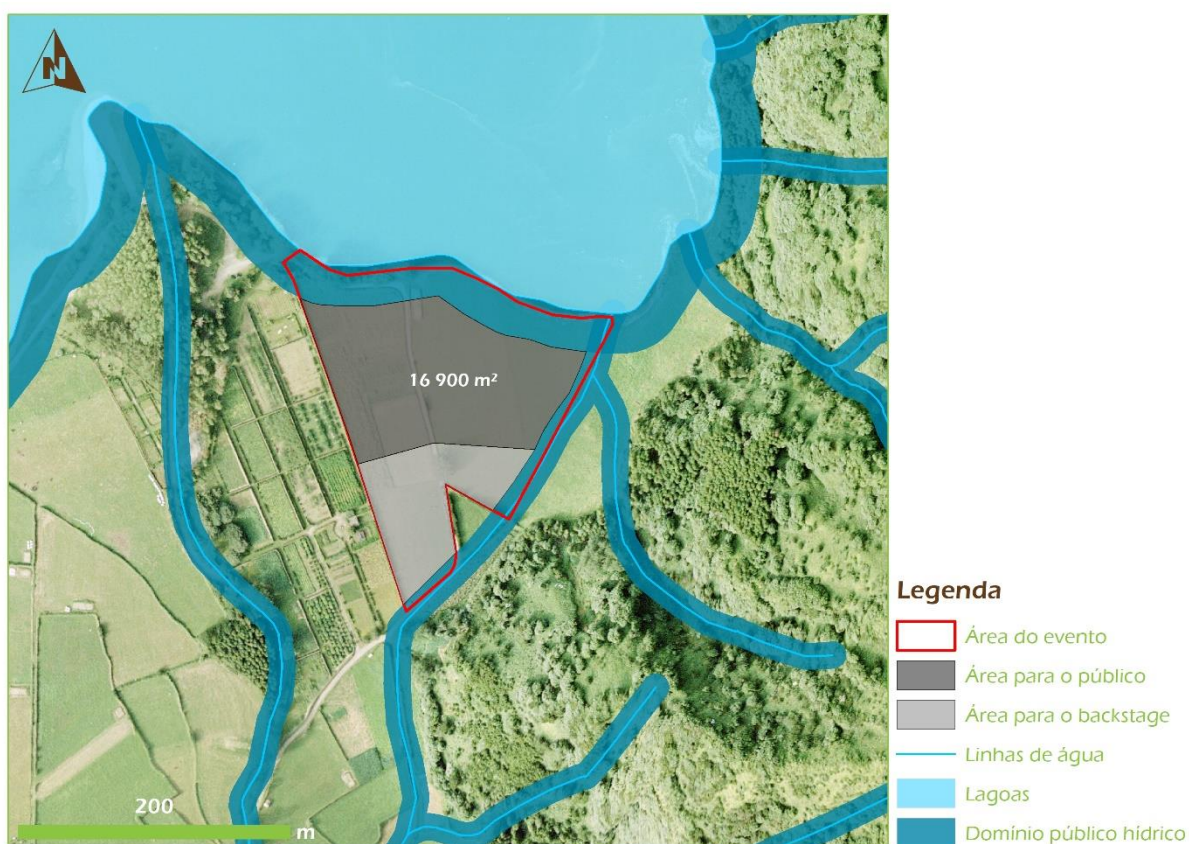 N
16 900 m²
200
m
Legenda
Área do evento
Área para o público
Área para o backstage
Linhas de água
Lagoas
Domínio público hídrico